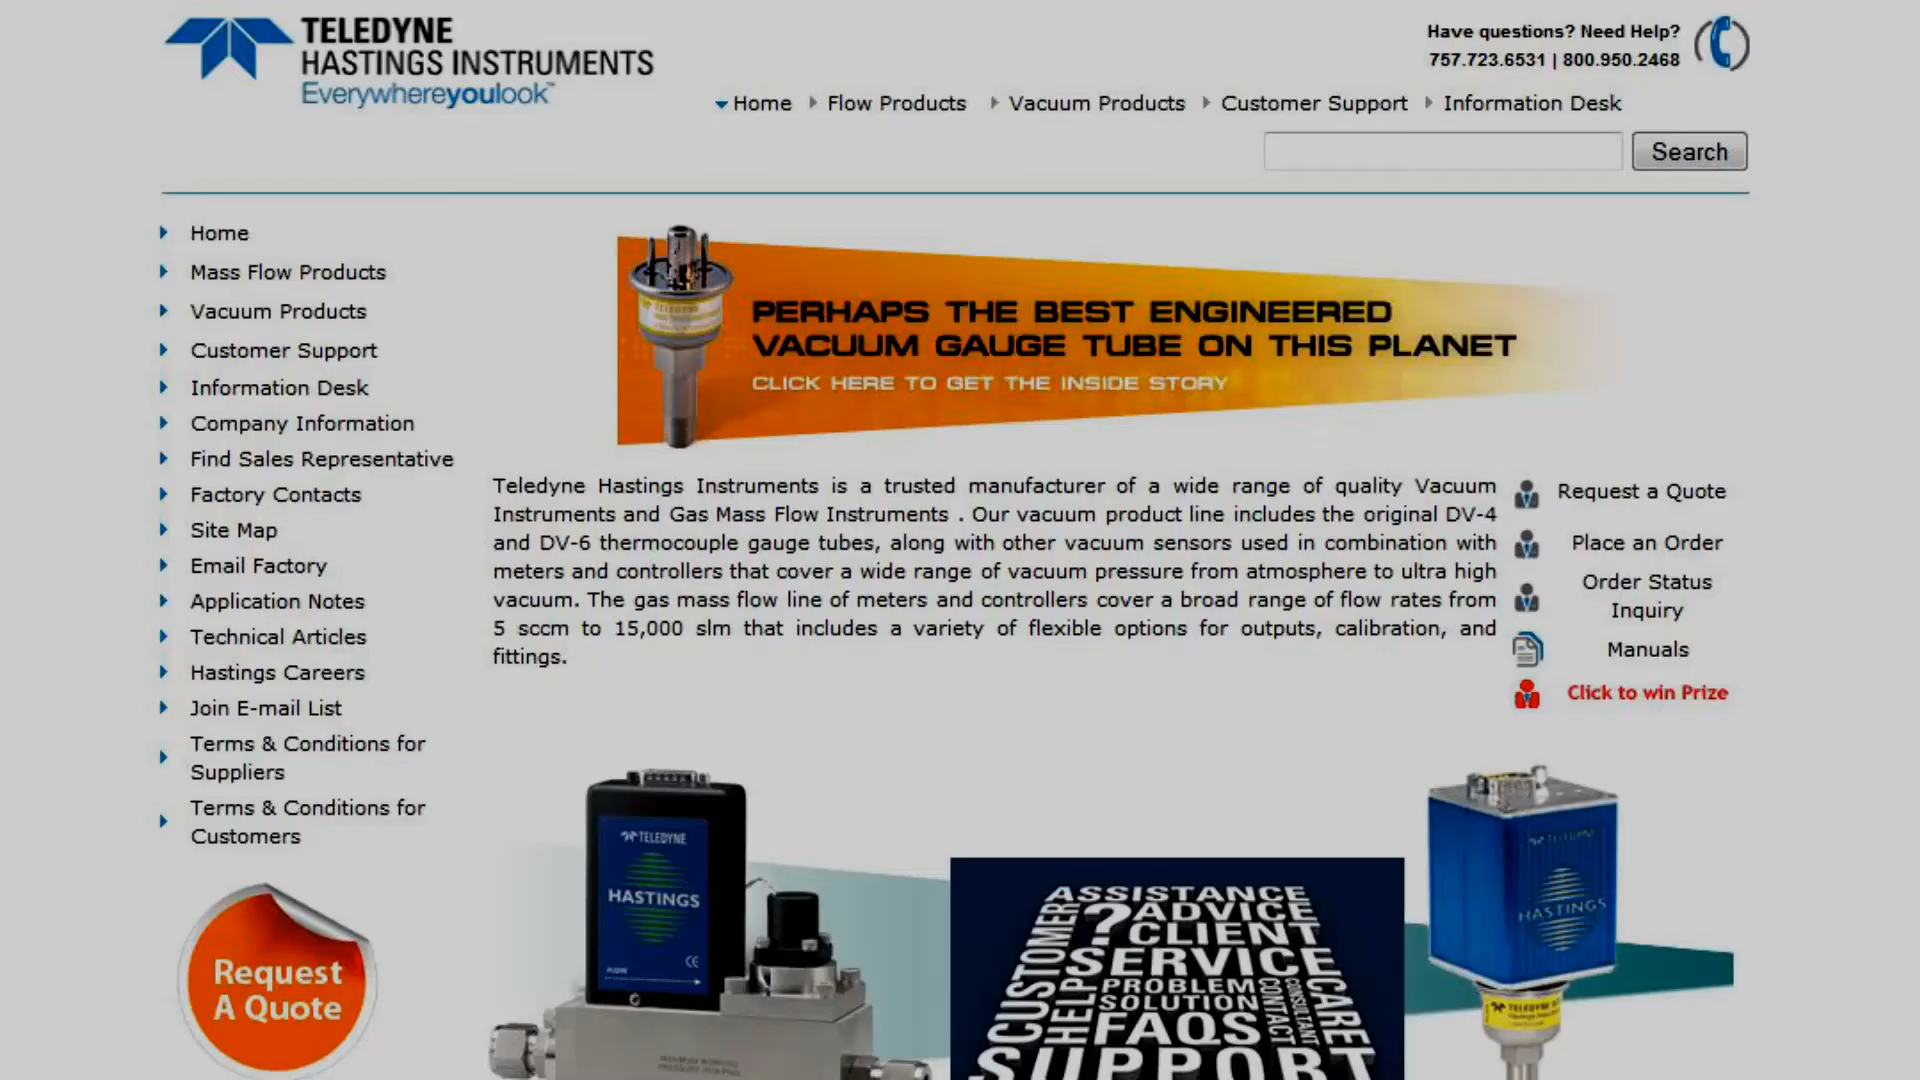 TELEDYNE
HASTINGS INSTRUMENTS
Everywhereyoulook™
Have questions? Need Help?
757.723.6531 | 800.950.2468
Home Flow Products Vacuum Products Customer Support Information Desk
Search
Home
Mass Flow Products
Vacuum Products
Customer Support
Information Desk
Company Information
Find Sales Representative
Factory Contacts
Site Map
Email Factory
Application Notes
Technical Articles
Hastings Careers
Join E-mail List
Terms & Conditions for
Suppliers
Terms & Conditions for
Customers
Request
A Quote
TELEDYNE
PERHAPS THE BEST ENGINEERED
VACUUM GAUGE TUBE ON THIS PLANET
CLICK HERE TO GET THE INSIDE STORY
Teledyne Hastings Instruments is a trusted manufacturer of a wide range of quality Vacuum
Instruments and Gas Mass Flow Instruments . Our vacuum product line includes the original DV-4
and DV-6 thermocouple gauge tubes, along with other vacuum sensors used in combination with
meters and controllers that cover a wide range of vacuum pressure from atmosphere to ultra high
vacuum. The gas mass flow line of meters and controllers cover a broad range of flow rates from
5 sccm to 15,000 slm that includes a variety of flexible options for outputs, calibration, and
fittings.
Request a Quote
Place an Order
Order Status
Inquiry
Manuals
Click to win Prize
TELEDYNE
HASTINGS
CE
FLOW
ASSISTANCE
CUSTOMER
? ADVICE
CLIENT
SERVICE
HELP
PROBLEM
SOLUTION
CONTACT
CONSULTANT
CARE
FAQS
SUPPORT
TELEDYNE
HASTINGS
TELEDYNE